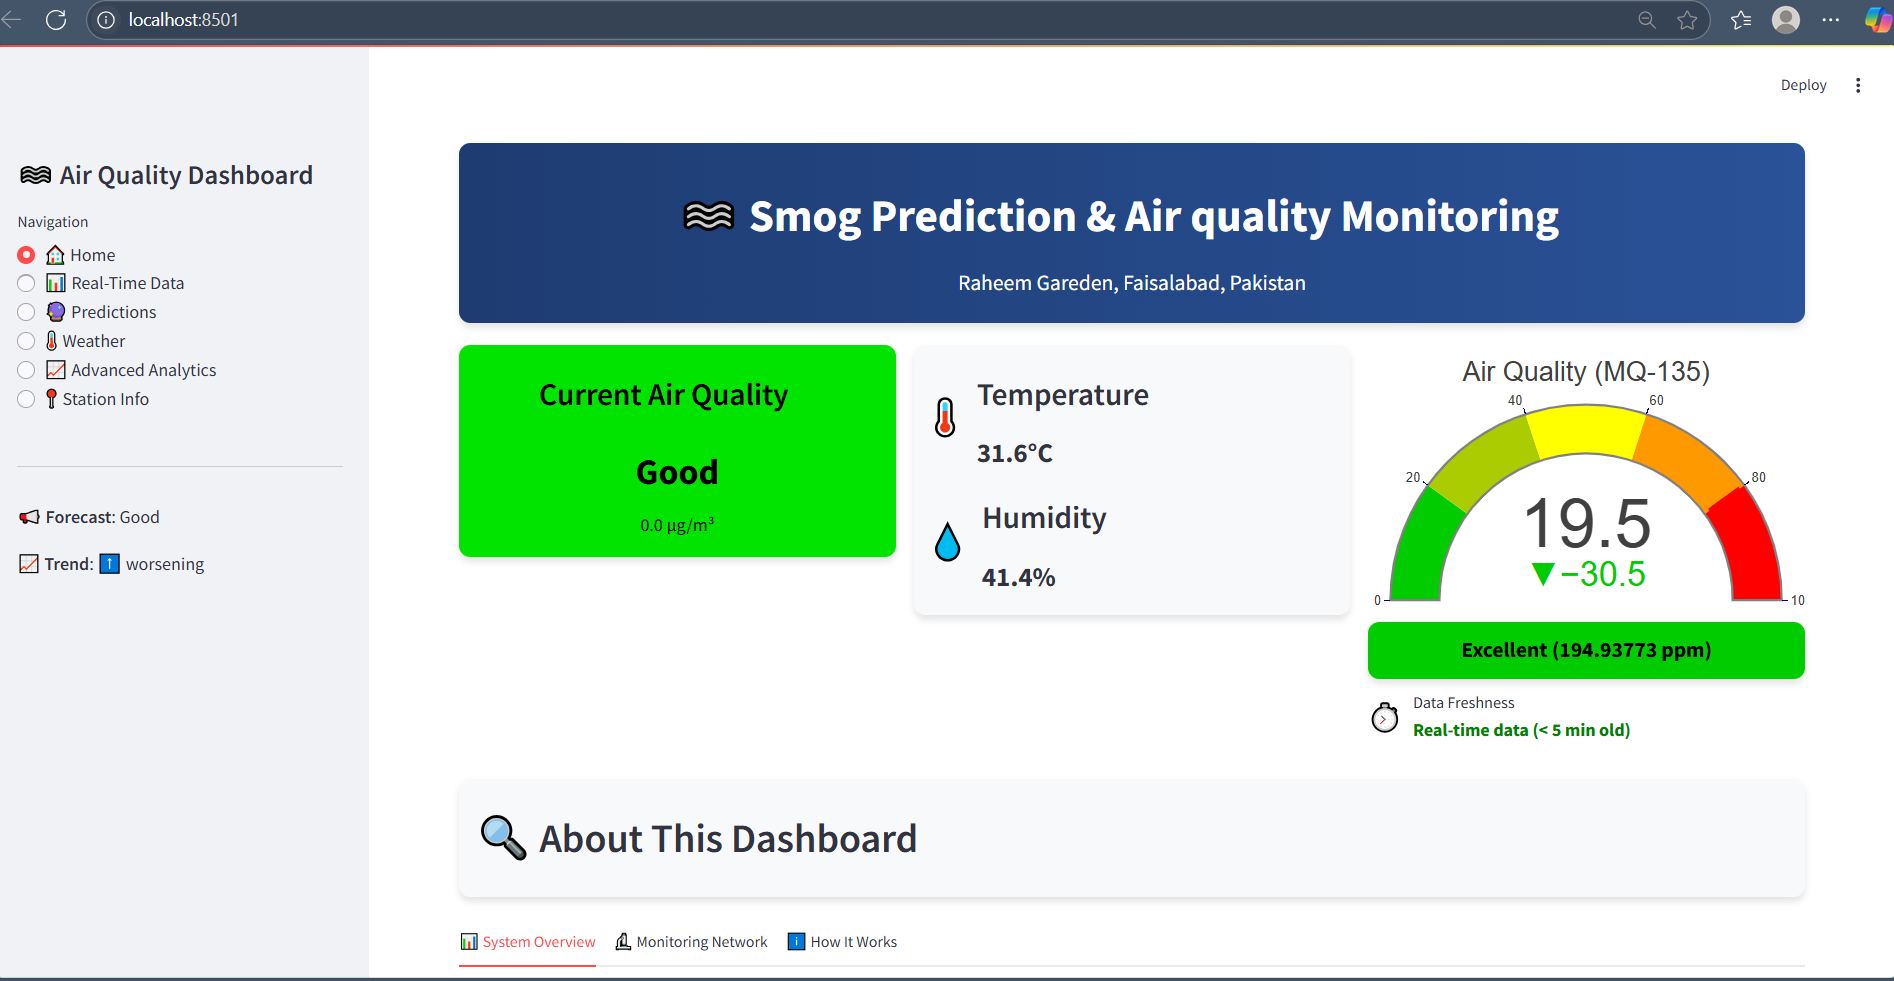 localhost:8501
Deploy
Air Quality Dashboard
Navigation
Home
Real-Time Data
Predictions
Weather
Advanced Analytics
Station Info
Forecast: Good
Trend: worsening
Smog Prediction & Air quality Monitoring
Raheem Gareden, Faisalabad, Pakistan
Current Air Quality
Good
0.0 µg/m³
Temperature
31.6°C
Humidity
41.4%
Air Quality (MQ-135)
0
20
40
60
80
10
19.5
▼−30.5
Excellent (194.93773 ppm)
Data Freshness
Real-time data (< 5 min old)
About This Dashboard
System Overview
Monitoring Network
How It Works